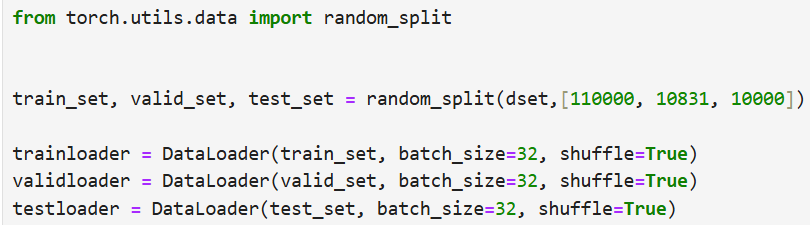 from torch.utils.data import random_split
train_set, valid_set, test_set = random_split(dset,[110000, 10831, 10000])
trainloader = DataLoader(train_set, batch_size=32, shuffle=True)
validloader = DataLoader(valid_set, batch_size=32, shuffle=True)
testloader = DataLoader(test_set, batch_size=32, shuffle=True)